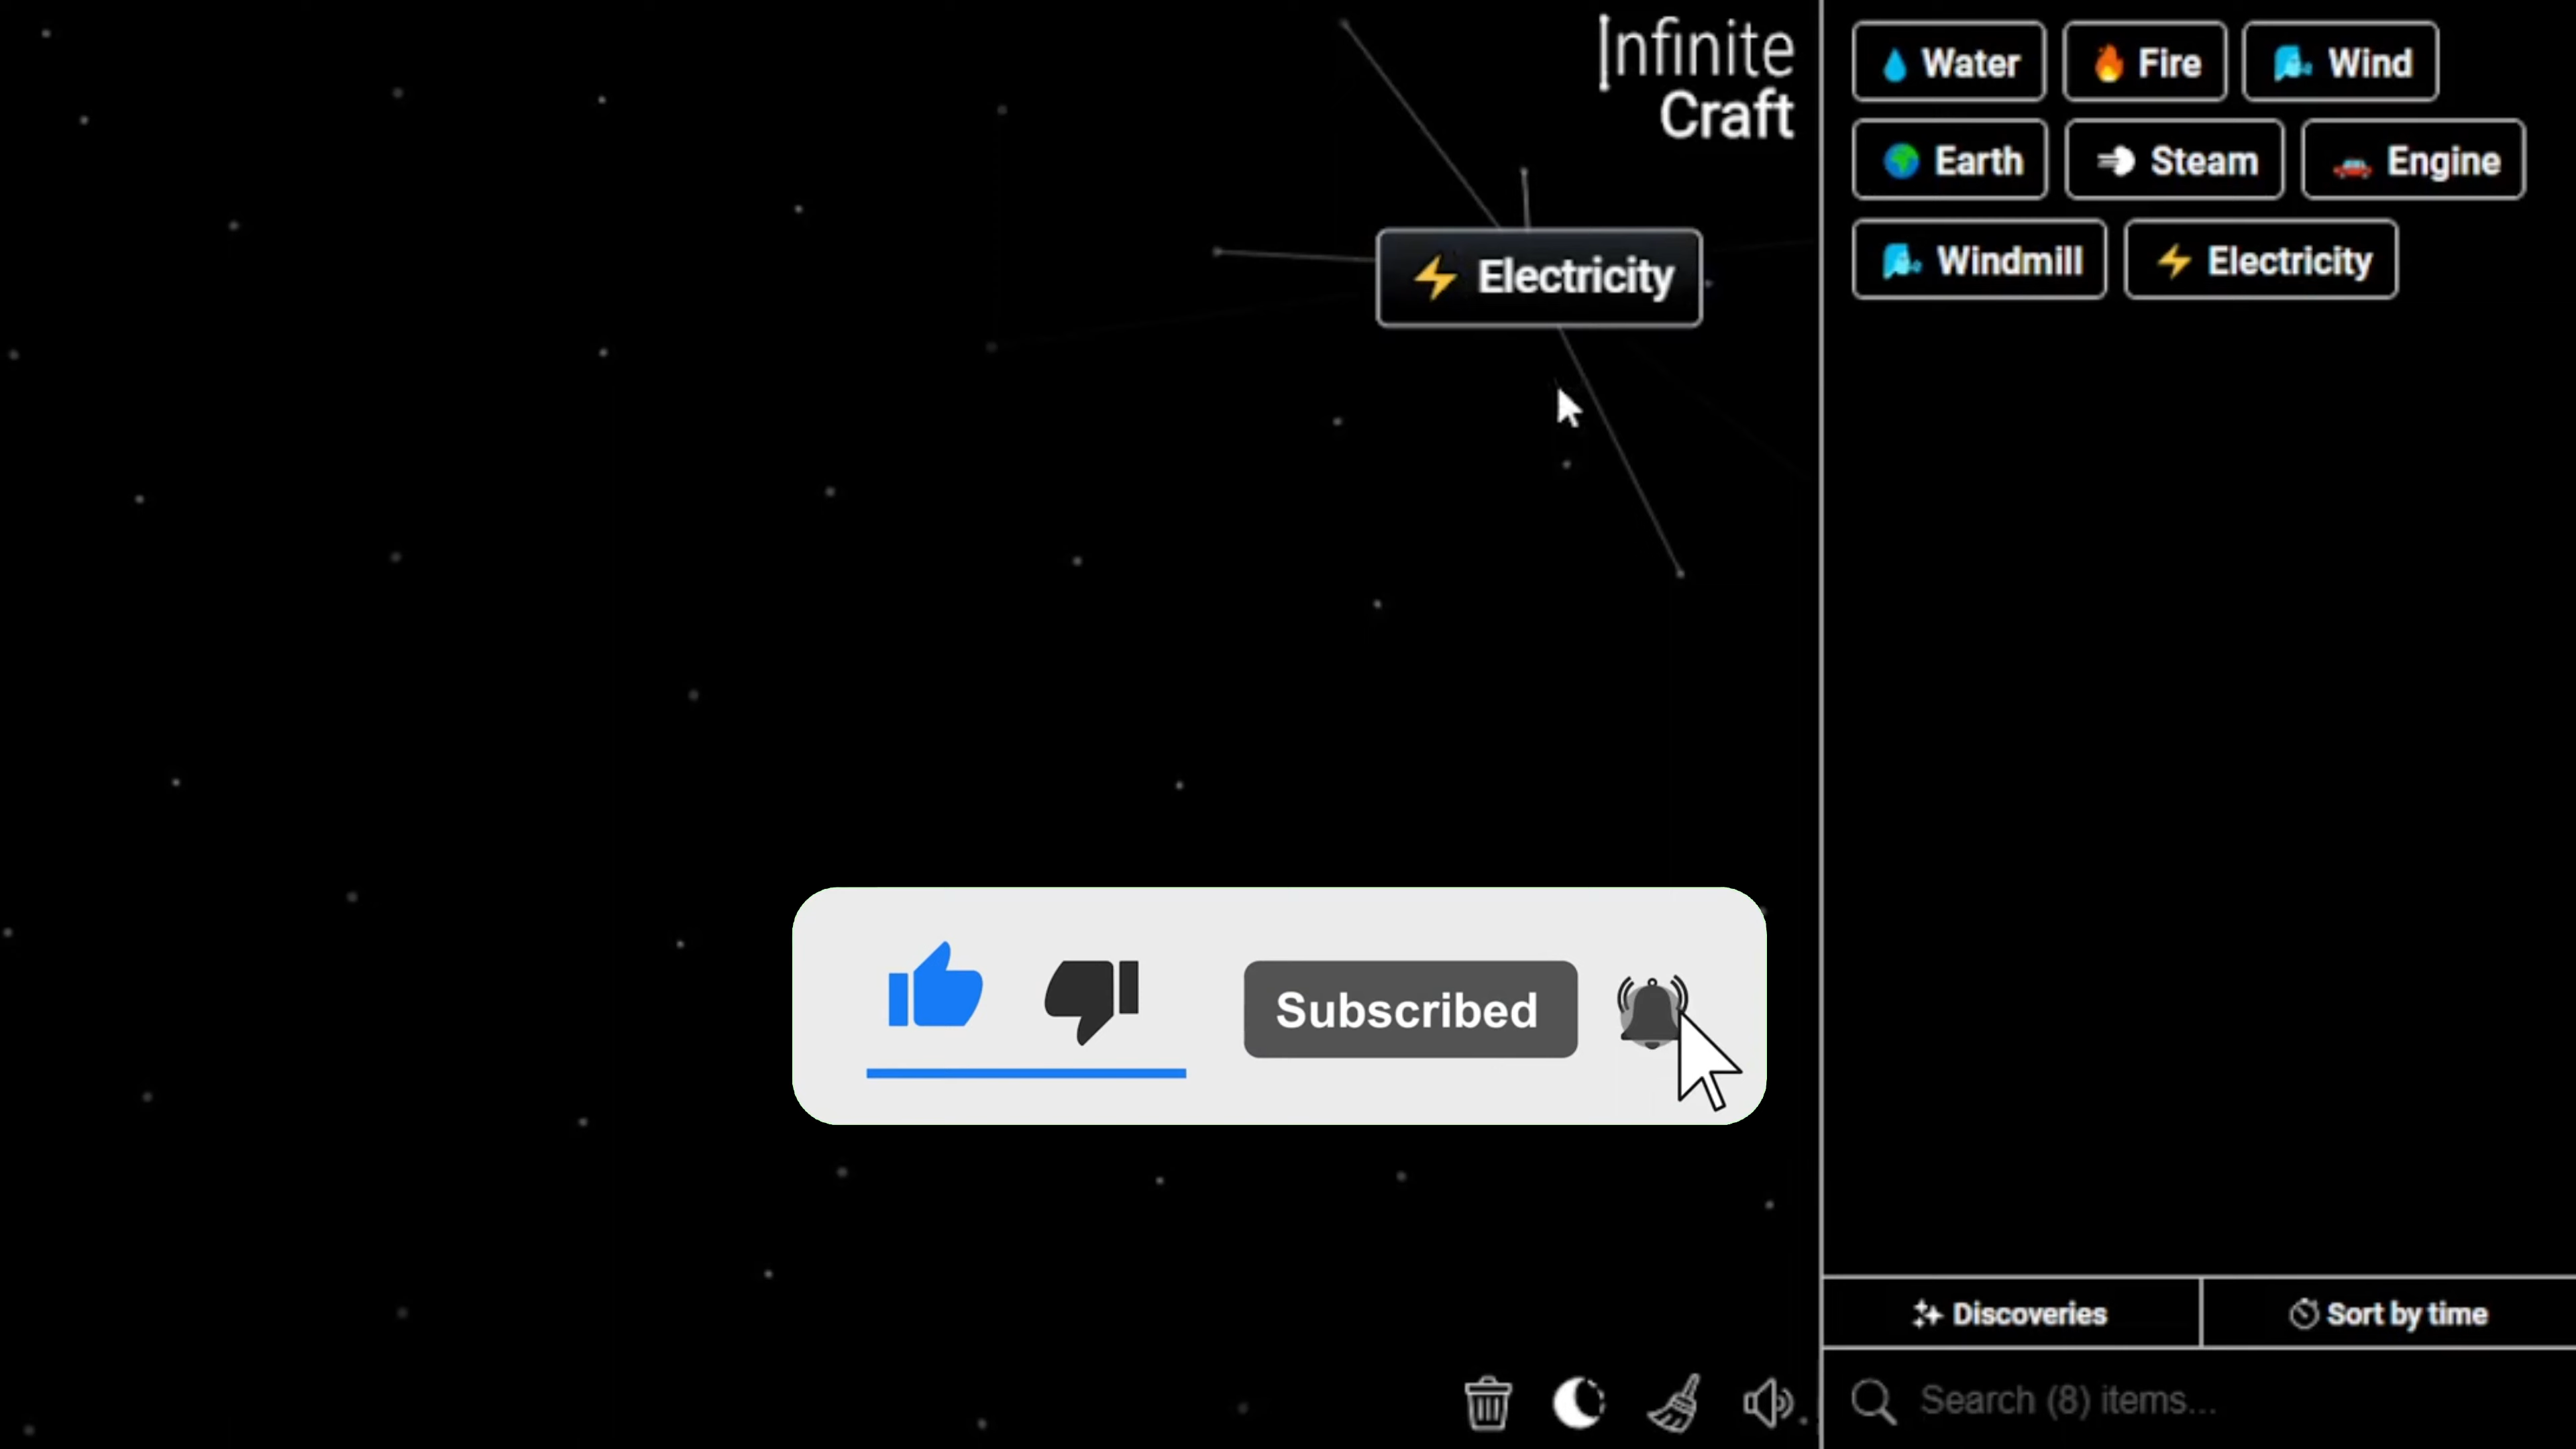 Infinite
Craft
Water Fire Wind
Earth Steam Engine
Windmill Electricity
Electricity
Subscribed
Discoveries Sort by time
Search (8) items...